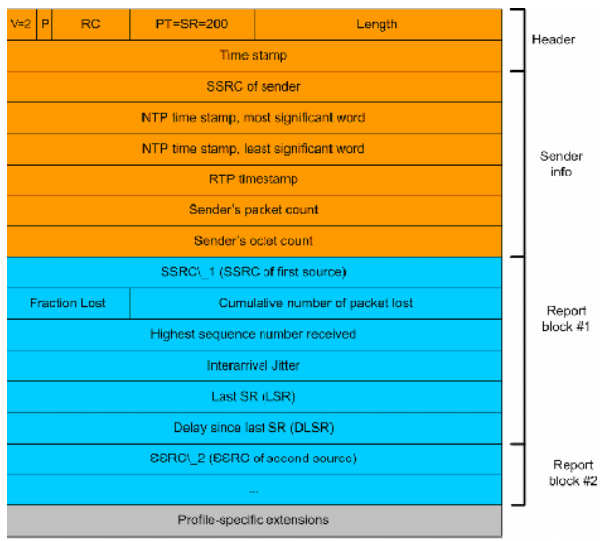 V=2 P RC PT=SR=200 Length
Header
Time stamp
SSRC of sender
NTP time stamp, most significant word
NTP time stamp, least significant word
Sender info
RTP timestamp
Sender's packet count
Sender's octet count
SSRC\_1 (SSRC of first source)
Fraction Lost Cumulative number of packet lost
Report block #1
Highest sequence number received
Interarrival Jitter
Last SR (LSR)
Delay since last SR (DLSR)
SSRC\_2 (SSRC of second source)
Report block #2
...
Profile-specific extensions